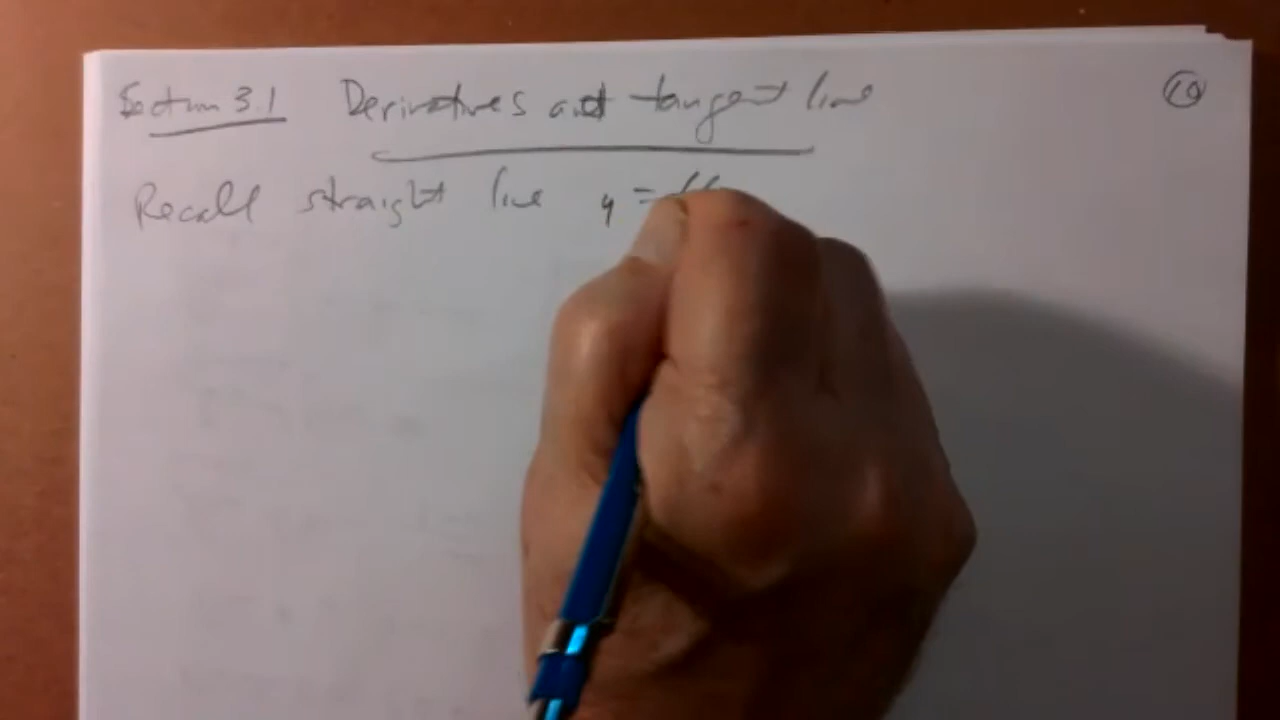 Section 3.1 Derivatives and tangent line
Recall straight line y =